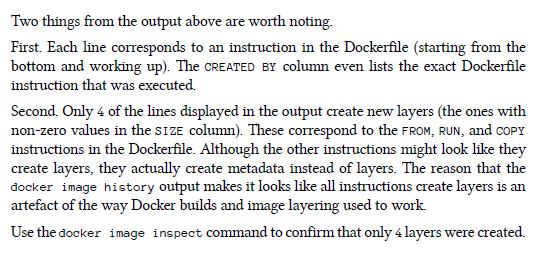 Two things from the output above are worth noting.
First. Each line corresponds to an instruction in the Dockerfile (starting from the
bottom and working up). The CREATED BY column even lists the exact Dockerfile
instruction that was executed.
Second. Only 4 of the lines displayed in the output create new layers (the ones with
non-zero values in the SIZE column). These correspond to the FROM, RUN, and COPY
instructions in the Dockerfile. Although the other instructions might look like they
create layers, they actually create metadata instead of layers. The reason that the
docker image history output makes it looks like all instructions create layers is an
artefact of the way Docker builds and image layering used to work.
Use the docker image inspect command to confirm that only 4 layers were created.